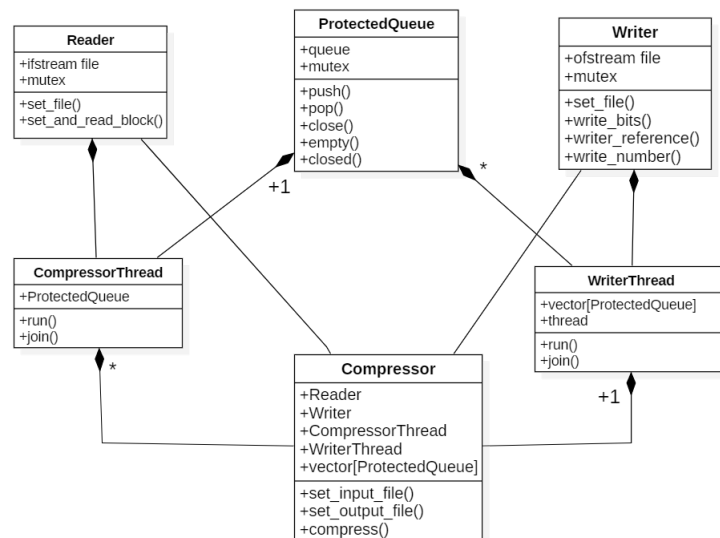 Reader
+ifstream file
+mutex
+set_file()
+set_and_read_block()
ProtectedQueue
+queue
+mutex
+push()
+pop()
+close()
+empty()
+closed()
Writer
+ofstream file
+mutex
+set_file()
+write_bits()
+writer_reference()
+write_number()
+1
*
CompressorThread
+ProtectedQueue
+run()
+join()
*
WriterThread
+vector[ProtectedQueue]
+thread
+run()
+join()
+1
Compressor
+Reader
+Writer
+CompressorThread
+WriterThread
+vector[ProtectedQueue]
+set_input_file()
+set_output_file()
+compress()